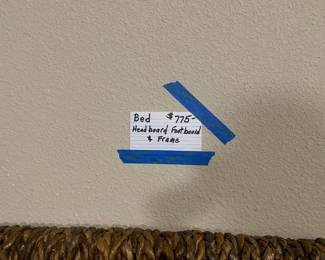 Bed $775-
Headboard Footboard
& Frame